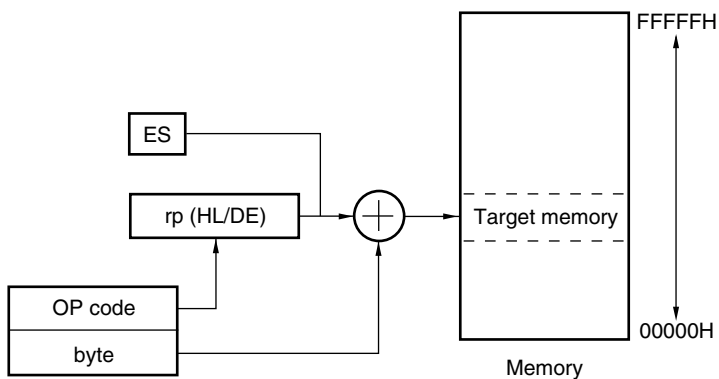 FFFFFH
ES
rp (HL/DE)
Target memory
OP code
byte
00000H
Memory